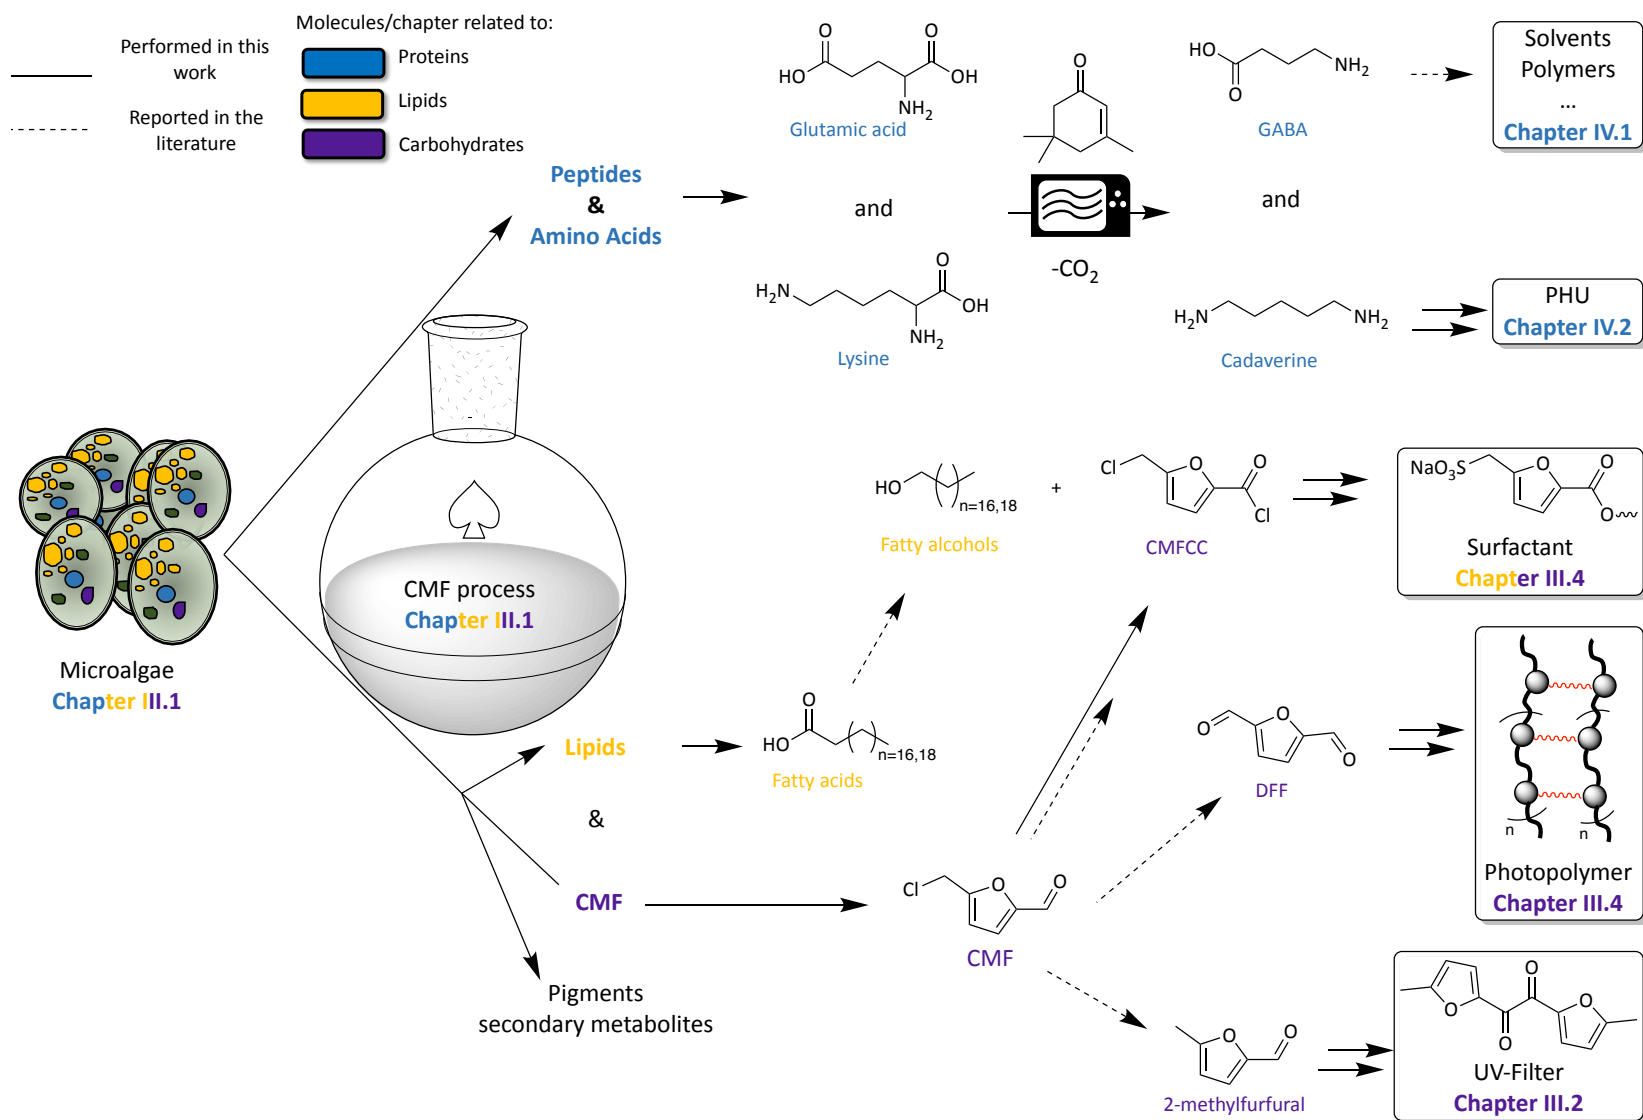 Performed in this
work
Reported in the
literature
Molecules/chapter related to:
Proteins
Lipids
Carbohydrates
Peptides
&
Amino Acids
O
O
HO
OH
NH2
Glutamic acid
and
H2N
O
OH
NH2
Lysine
O
-CO2
HO
O
NH2
GABA
and
H2N
NH2
Cadaverine
Solvents
Polymers
...
Chapter IV.1
PHU
Chapter IV.2
Microalgae
Chapter III.1
CMF process
Chapter III.1
Lipids
&
CMF
Pigments
secondary metabolites
O
HO
n=16,18
Fatty acids
HO
n=16,18
Fatty alcohols
+
Cl
O
O
Cl
CMFCC
NaO3S
O
O
O
Surfactant
Chapter III.4
O
O
O
DFF
n
n
Photopolymer
Chapter III.4
Cl
O
O
CMF
O
O
2-methylfurfural
O
O
O
O
UV-Filter
Chapter III.2